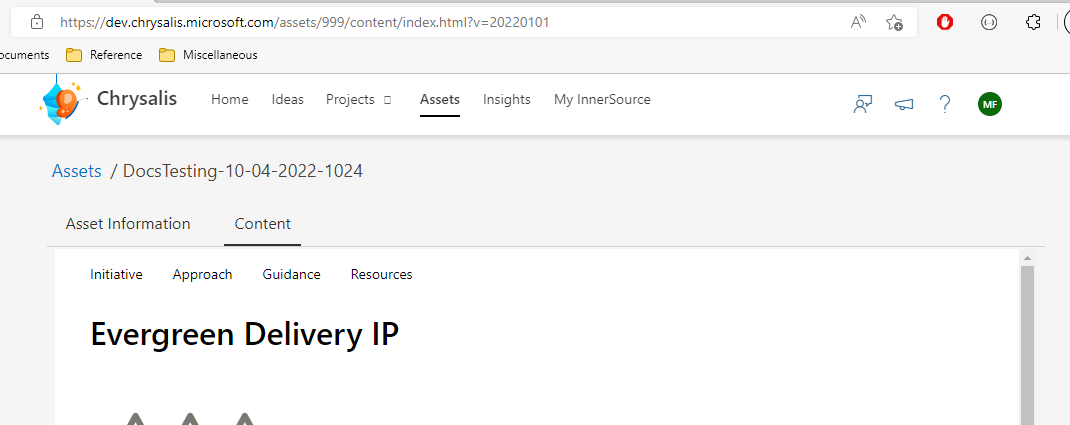 https://dev.chrysalis.microsoft.com/assets/999/content/index.html?v=20220101
ocuments Reference Miscellaneous
Chrysalis Home Ideas Projects Assets Insights My InnerSource MF
Assets / DocsTesting-10-04-2022-1024
Asset Information Content
Initiative Approach Guidance Resources
Evergreen Delivery IP